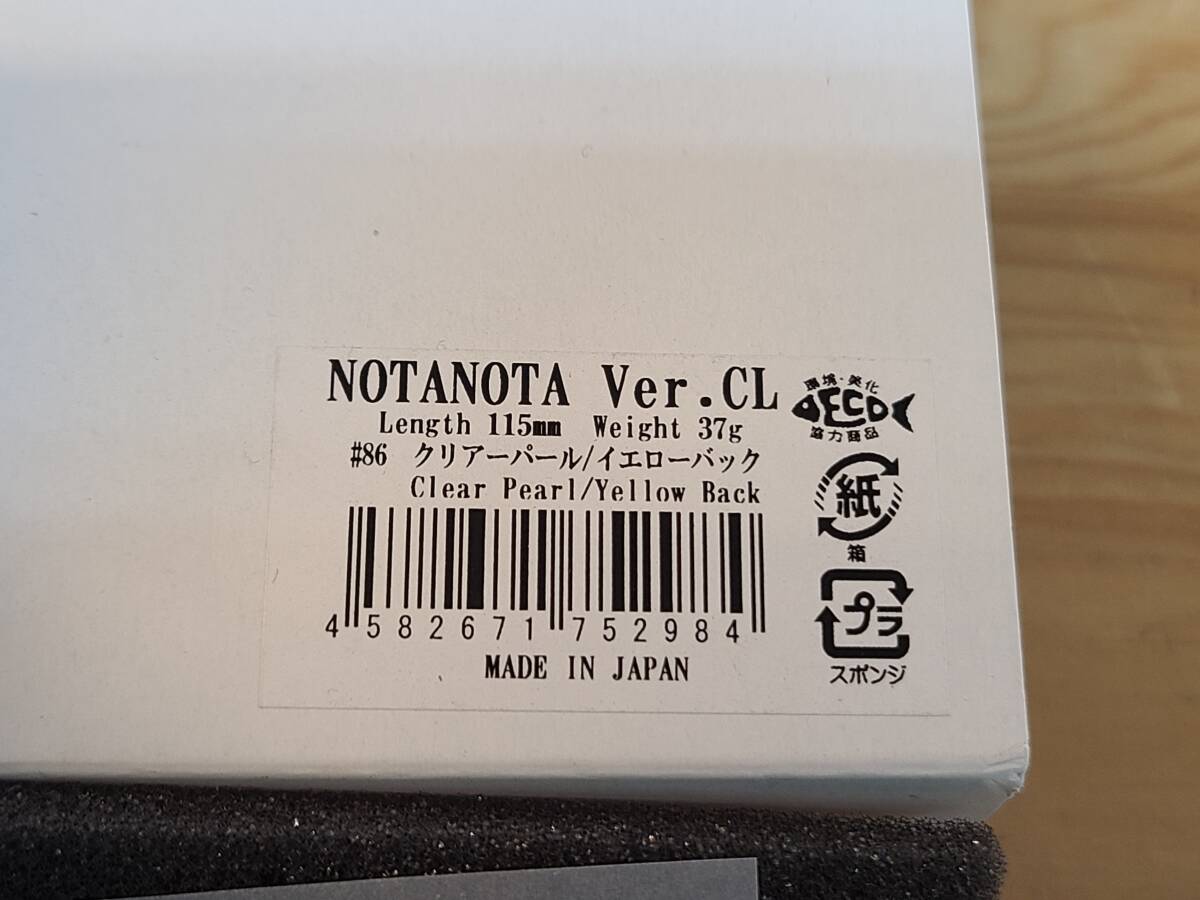 NOTANOTA Ver.CL
Length 115mm Weight 37g
#86 クリアーパール/イエローバック
Clear Pearl/Yellow Back
4 582671 752984
MADE IN JAPAN
環境・美化
ECO
協力商品
紙
箱
プラ
スポンジ